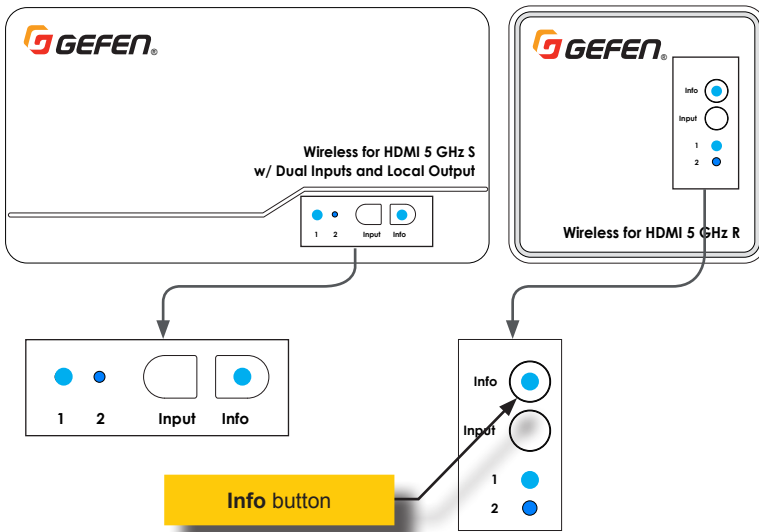 GEFEN®
Wireless for HDMI 5 GHz S
w/ Dual Inputs and Local Output
1 2 Input Info
GEFEN®
Info
Input
1
2
Wireless for HDMI 5 GHz R
1 2 Input Info
Info
Input
1
2
Info button